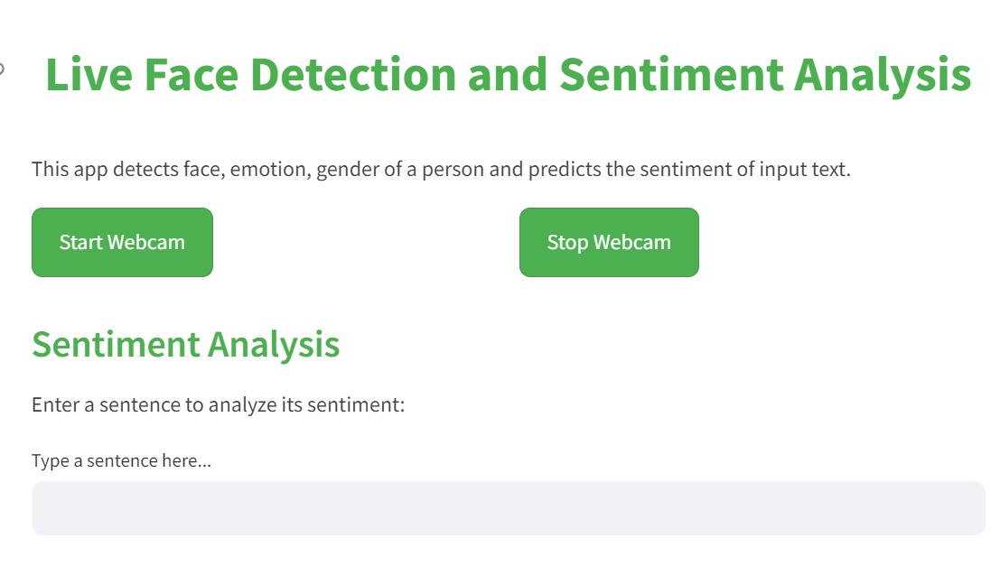 Live Face Detection and Sentiment Analysis
This app detects face, emotion, gender of a person and predicts the sentiment of input text.
Start Webcam
Stop Webcam
Sentiment Analysis
Enter a sentence to analyze its sentiment:
Type a sentence here...